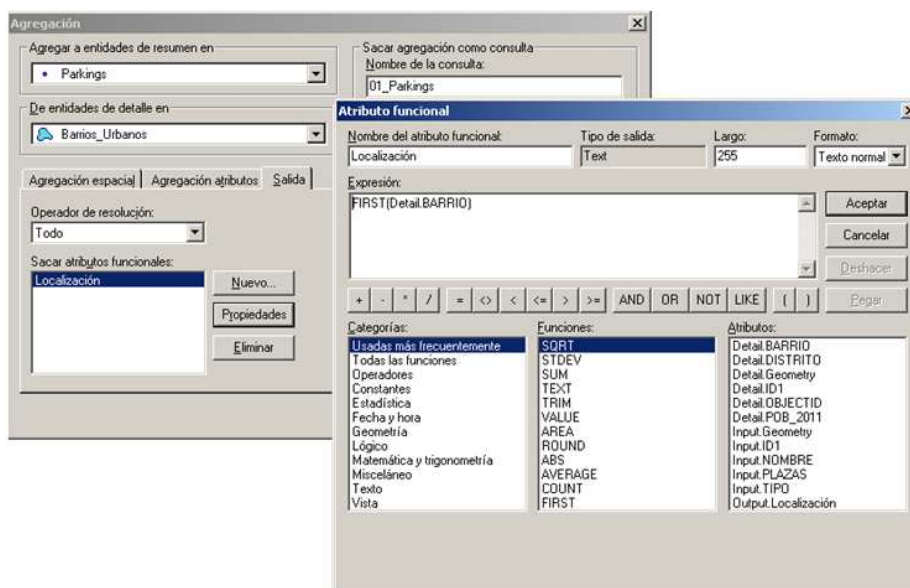 Agregación
Agregar a entidades de resumen en
Parkings
Sacar agregación como consulta
Nombre de la consulta:
01_Parkings
De entidades de detalle en
Barrios_Urbanos
Agregación espacial
Agregación atributos
Salida
Operador de resolución:
Todo
Sacar atributos funcionales:
Localización
Nuevo...
Propiedades
Eliminar
Atributo funcional
Nombre del atributo funcional:
Tipo de salida:
Largo:
Formato:
Localización
Text
255
Texto normal
Expresión:
FIRST(Detail.BARRIO)
Aceptar
Cancelar
Deshacer
Pegar
+ - * / = <> < <= > >= AND OR NOT LIKE ( )
Categorías:
Usadas más frecuentemente
Todas las funciones
Operadores
Constantes
Estadística
Fecha y hora
Geometría
Lógico
Matemática y trigonometría
Misceláneo
Texto
Vista
Funciones:
SQRT
STDEV
SUM
TEXT
TRIM
VALUE
AREA
ROUND
ABS
AVERAGE
COUNT
FIRST
Atributos:
Detail.BARRIO
Detail.DISTRITO
Detail.Geometry
Detail.ID1
Detail.OBJECTID
Detail.POB_2011
Input.Geometry
Input.ID1
Input.NOMBRE
Input.PLAZAS
Input.TIPO
Output.Localización